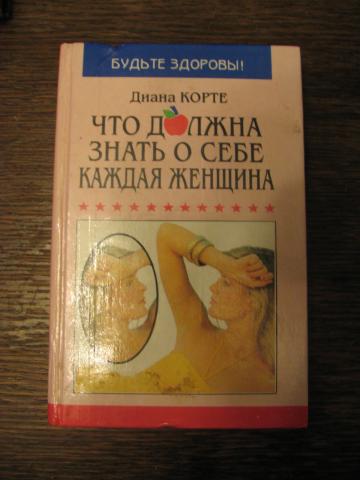 БУДЬТЕ ЗДОРОВЫ!
Диана КОРТЕ
ЧТО ДОЛЖНА
ЗНАТЬ О СЕБЕ
КАЖДАЯ ЖЕНЩИНА